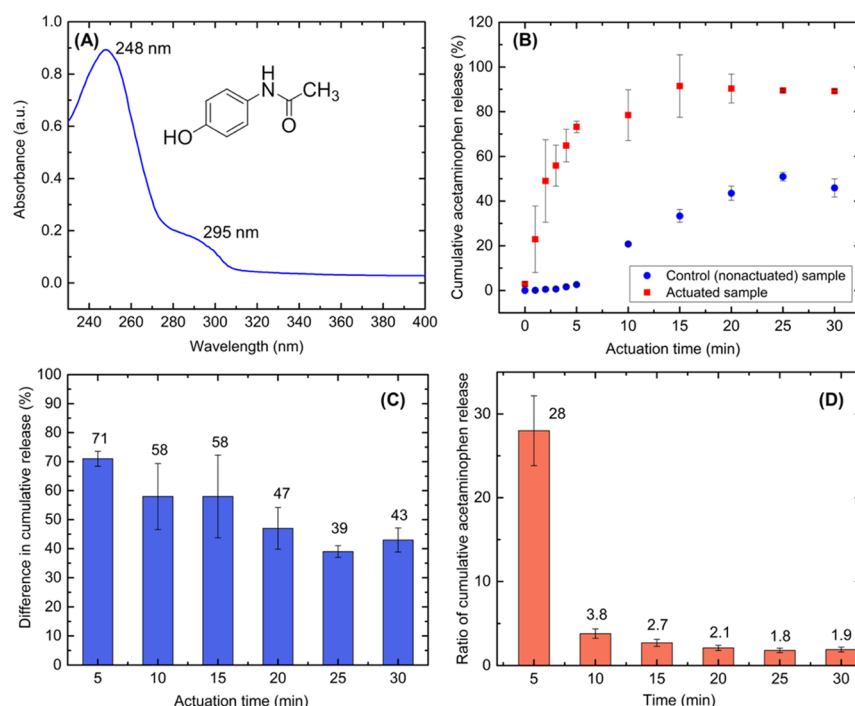 (A)
248 nm
295 nm
H
N
CH3
O
HO
Absorbance (a.u.)
1.0
0.8
0.6
0.4
0.2
0.0
240 260 280 300 320 340 360 380 400
Wavelength (nm)
(B)
Cumulative acetaminophen release (%)
120
100
80
60
40
20
0
Control (nonactuated) sample
Actuated sample
0 5 10 15 20 25 30
Actuation time (min)
(C)
Difference in cumulative release (%)
100
90
80
70
60
50
40
30
20
10
0
71 58 58 47 39 43
5 10 15 20 25 30
Actuation time (min)
(D)
Ratio of cumulative acetaminophen release
30
20
10
0
28 3.8 2.7 2.1 1.8 1.9
5 10 15 20 25 30
Time (min)